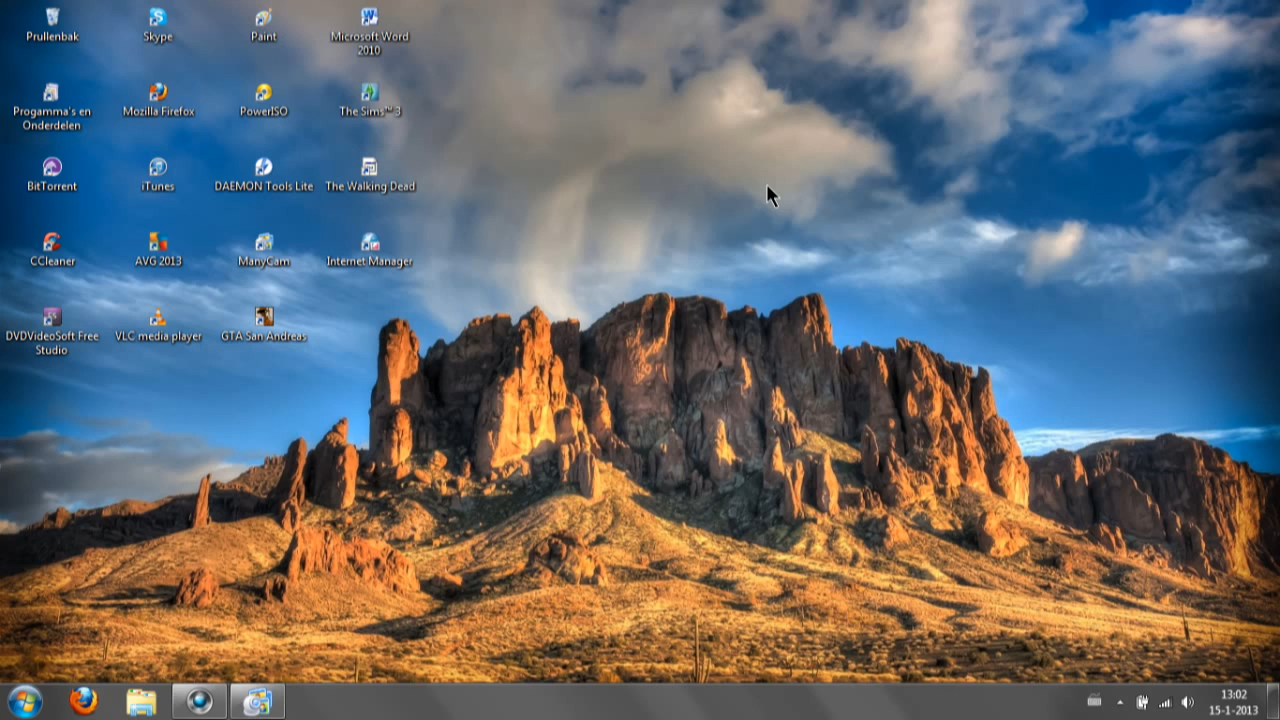 Prullenbak
Skype
Paint
Microsoft Word
2010
Progamma's en
Onderdelen
Mozilla Firefox
PowerISO
The Sims™ 3
BitTorrent
iTunes
DAEMON Tools Lite
The Walking Dead
CCleaner
AVG 2013
ManyCam
Internet Manager
DVDVideoSoft Free
Studio
VLC media player
GTA San Andreas
13:02
15-1-2013